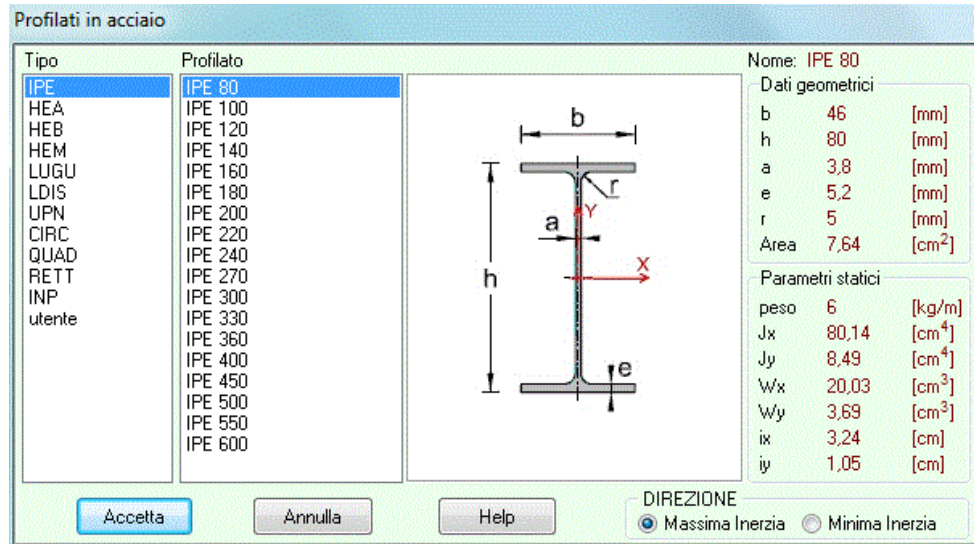 Profilati in acciaio
Tipo
IPE
HEA
HEB
HEM
LUGU
LDIS
UPN
CIRC
QUAD
RETT
INP
utente
Profilato
IPE 80
IPE 100
IPE 120
IPE 140
IPE 160
IPE 180
IPE 200
IPE 220
IPE 240
IPE 270
IPE 300
IPE 330
IPE 360
IPE 400
IPE 450
IPE 500
IPE 550
IPE 600
b
r
Y
a
X
h
e
Nome: IPE 80
Dati geometrici
b 46 [mm]
h 80 [mm]
a 3,8 [mm]
e 5,2 [mm]
r 5 [mm]
Area 7,64 [cm²]
Parametri statici
peso 6 [kg/m]
Jx 80,14 [cm⁴]
Jy 8,49 [cm⁴]
Wx 20,03 [cm³]
Wy 3,69 [cm³]
ix 3,24 [cm]
iy 1,05 [cm]
Accetta
Annulla
Help
DIREZIONE
Massima Inerzia Minima Inerzia